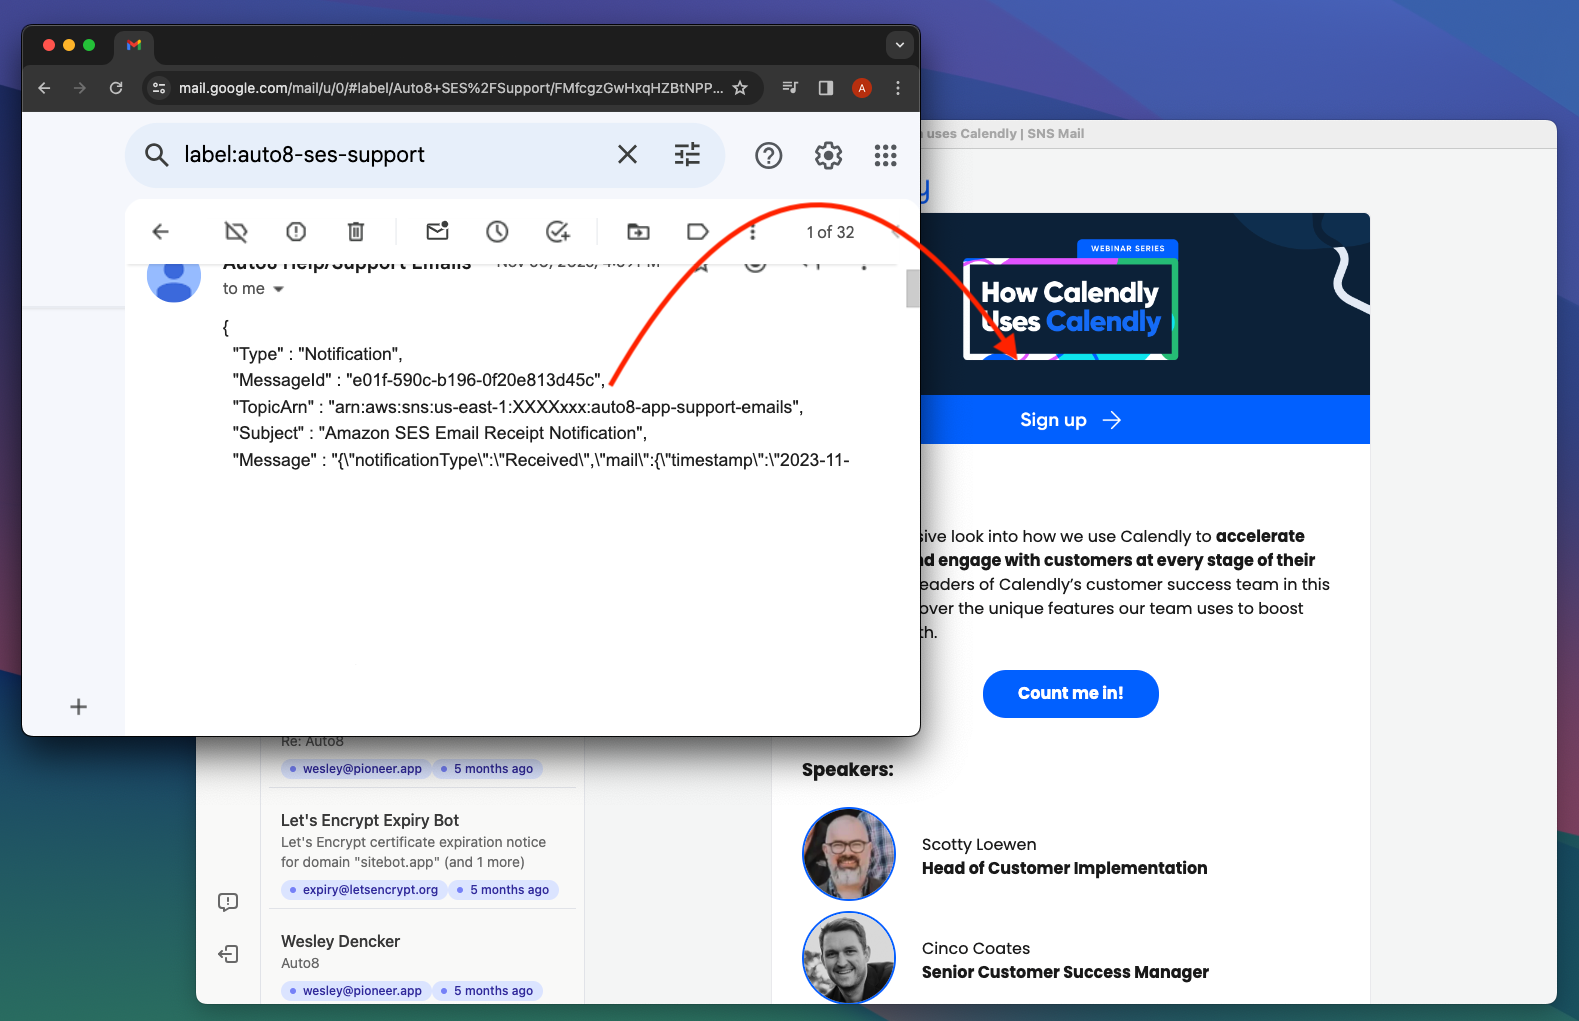 mail.google.com/mail/u/0/#label/Auto8+SES%2FSupport/FMfcgzGwHxqHZBtNPP...
A
label:auto8-ses-support
1 of 32
Auto8 Help/Support Emails
to me
{
"Type" : "Notification",
"MessageId" : "e01f-590c-b196-0f20e813d45c",
"TopicArn" : "arn:aws:sns:us-east-1:XXXXxxx:auto8-app-support-emails",
"Subject" : "Amazon SES Email Receipt Notification",
"Message" : "{\"notificationType\":\"Received\",\"mail\":{\"timestamp\":\"2023-11-
uses Calendly | SNS Mail
y
WEBINAR SERIES
How Calendly
Uses Calendly
Sign up
sive look into how we use Calendly to accelerate
nd engage with customers at every stage of their
eaders of Calendly's customer success team in this
over the unique features our team uses to boost
th.
Count me in!
Speakers:
Scotty Loewen
Head of Customer Implementation
Cinco Coates
Senior Customer Success Manager
Re: Auto8
wesley@pioneer.app
5 months ago
Let's Encrypt Expiry Bot
Let's Encrypt certificate expiration notice
for domain "sitebot.app" (and 1 more)
expiry@letsencrypt.org
5 months ago
Wesley Dencker
Auto8
wesley@pioneer.app
5 months ago